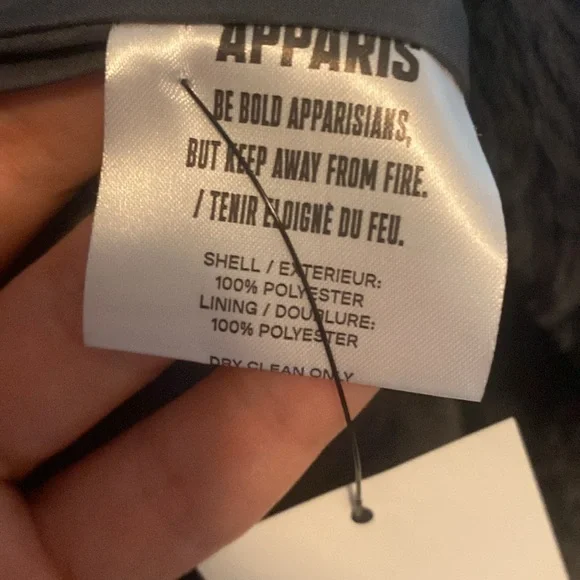 APPARIS
BE BOLD APPARISIANS,
BUT KEEP AWAY FROM FIRE.
/ TENIR ÉLOIGNÉ DU FEU.
SHELL / EXTERIEUR:
100% POLYESTER
LINING / DOUBLURE:
100% POLYESTER
DRY CLEAN ONLY